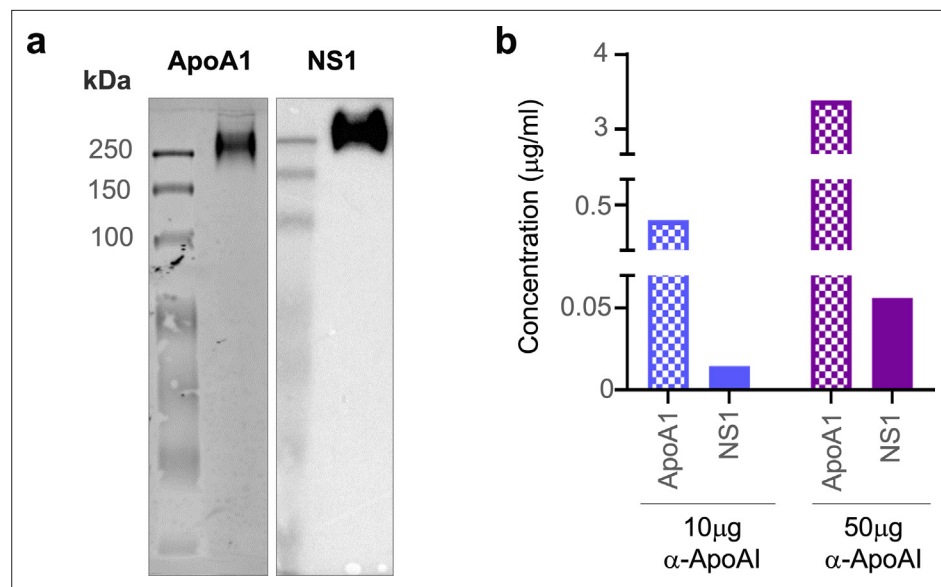 a
ApoA1 NS1
kDa
250
150
100
b
Concentration (μg/ml)
4
3
0.5
0.05
0
ApoA1
NS1
ApoA1
NS1
10μg
α-ApoAI
50μg
α-ApoAI